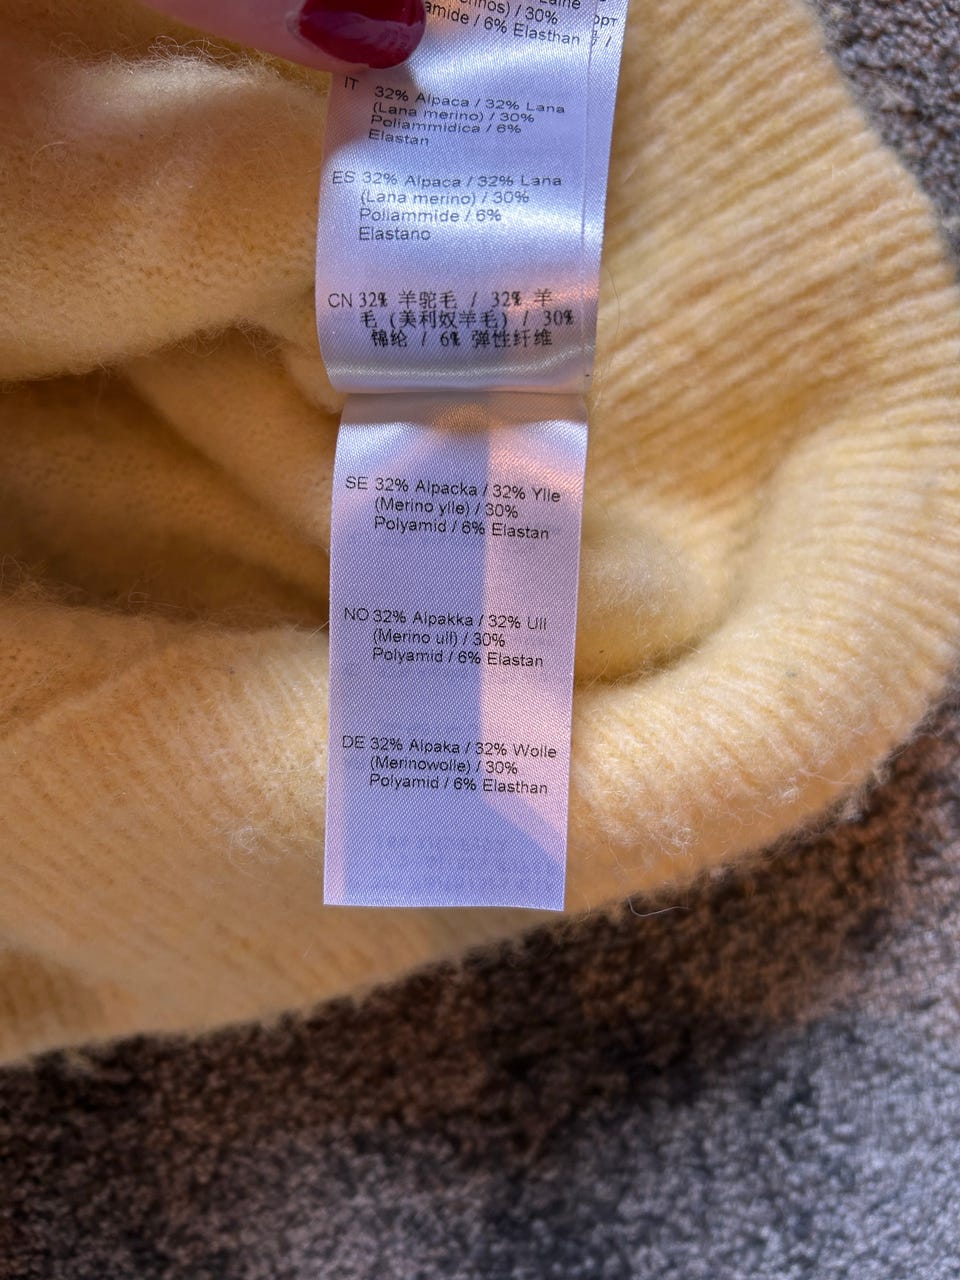 Laine
) / 30%
amide / 6% Elasthan
IT
32% Alpaca / 32% Lana
(Lana merino) / 30%
Poliammidica / 6%
Elastan
ES 32% Alpaca / 32% Lana
(Lana merino) / 30%
Poliammide / 6%
Elastano
CN 32% 羊驼毛 / 32% 羊
毛 (美利奴羊毛) / 30%
锦纶 / 6% 弹性纤维
SE 32% Alpacka / 32% Ylle
(Merino ylle) / 30%
Polyamid / 6% Elastan
NO 32% Alpakka / 32% Ull
(Merino ull) / 30%
Polyamid / 6% Elastan
DE 32% Alpaka / 32% Wolle
(Merinowolle) / 30%
Polyamid / 6% Elasthan